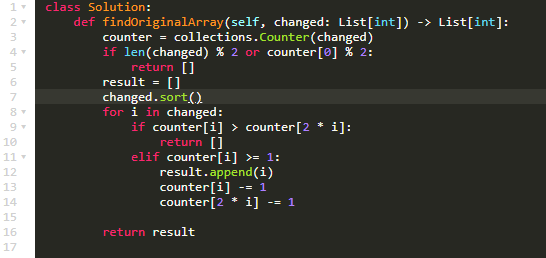 1 class Solution:
2     def findOriginalArray(self, changed: List[int]) -> List[int]:
3         counter = collections.Counter(changed)
4         if len(changed) % 2 or counter[0] % 2:
5             return []
6         result = []
7         changed.sort()
8         for i in changed:
9             if counter[i] > counter[2 * i]:
10                 return []
11             elif counter[i] >= 1:
12                 result.append(i)
13                 counter[i] -= 1
14                 counter[2 * i] -= 1
15
16         return result
17